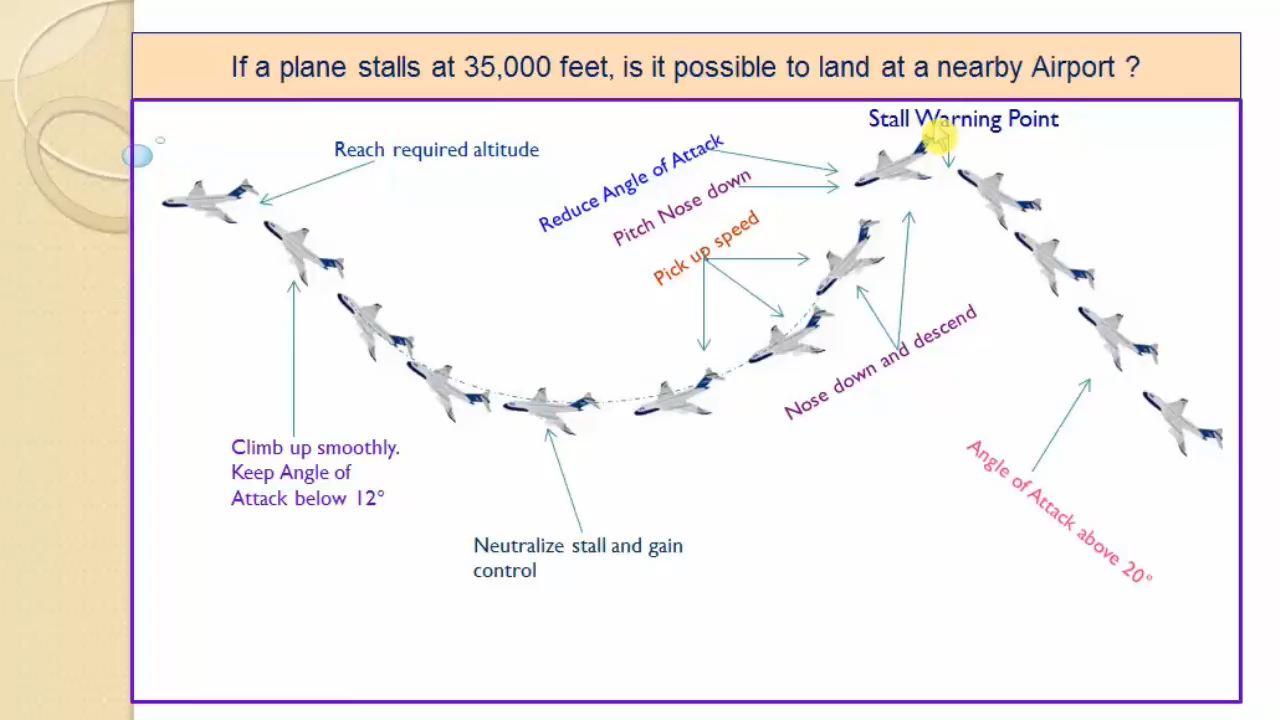 If a plane stalls at 35,000 feet, is it possible to land at a nearby Airport ?
Stall Warning Point
Reach required altitude
Reduce Angle of Attack
Pitch Nose down
Pick up speed
Nose down and descend
Climb up smoothly.
Keep Angle of
Attack below 12°
Angle of Attack above 20°
Neutralize stall and gain
control